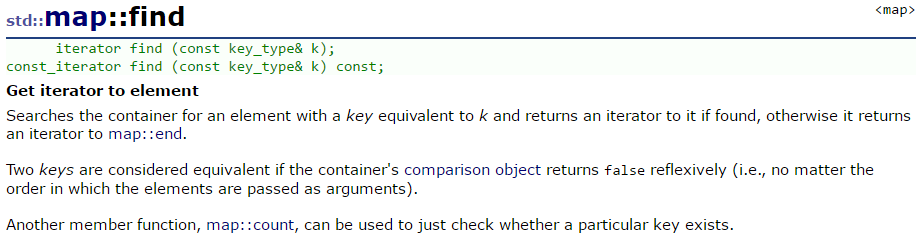 std::map::find <map>
iterator find (const key_type& k);
const_iterator find (const key_type& k) const;
Get iterator to element
Searches the container for an element with a key equivalent to k and returns an iterator to it if found, otherwise it returns
an iterator to map::end.
Two keys are considered equivalent if the container's comparison object returns false reflexively (i.e., no matter the
order in which the elements are passed as arguments).
Another member function, map::count, can be used to just check whether a particular key exists.